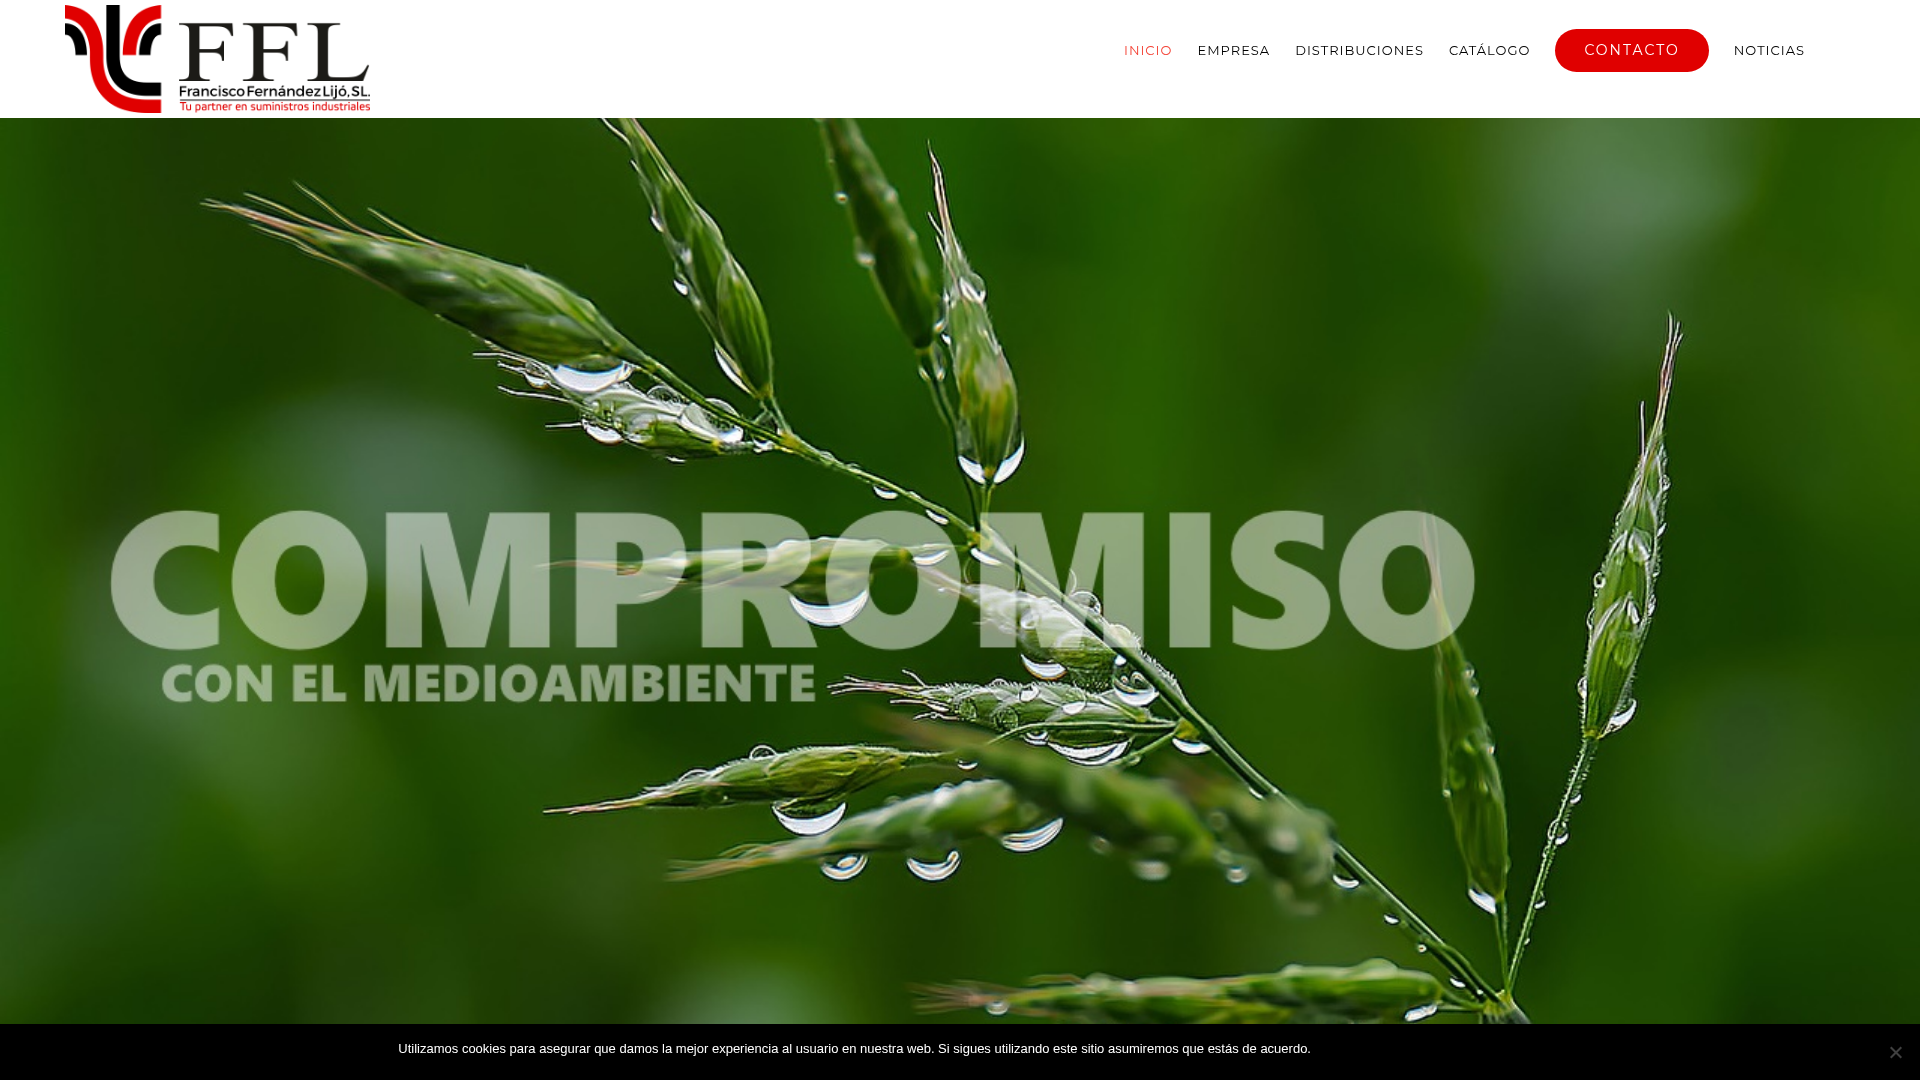 FFL
Francisco Fernández Lijó, S.L.
Tu partner en suministros industriales
INICIO
EMPRESA
DISTRIBUCIONES
CATÁLOGO
CONTACTO
NOTICIAS
COMPROMISO
CON EL MEDIOAMBIENTE
Utilizamos cookies para asegurar que damos la mejor experiencia al usuario en nuestra web. Si sigues utilizando este sitio asumiremos que estás de acuerdo.